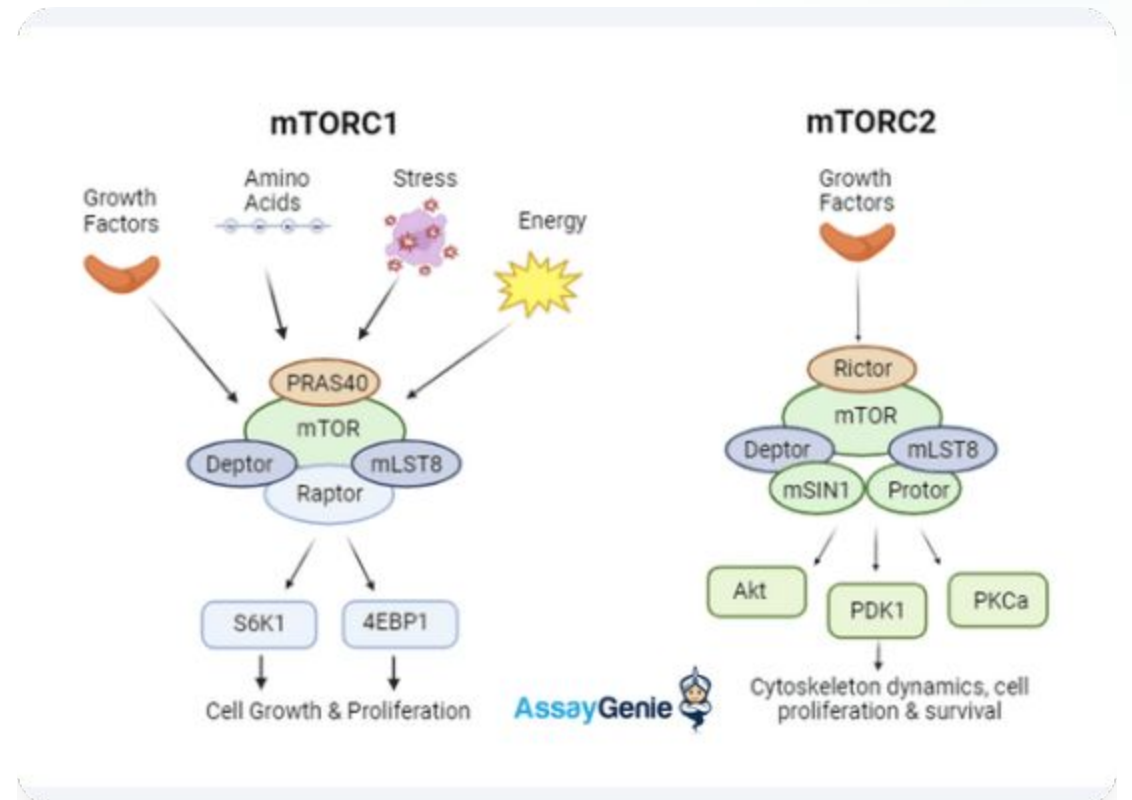 mTORC1
Growth
Factors
Amino
Acids
Stress
Energy
PRAS40
mTOR
Deptor
mLST8
Raptor
S6K1
4EBP1
Cell Growth & Proliferation
mTORC2
Growth
Factors
Rictor
mTOR
Deptor
mLST8
mSIN1
Protor
Akt
PDK1
PKCa
Cytoskeleton dynamics, cell
proliferation & survival
AssayGenie